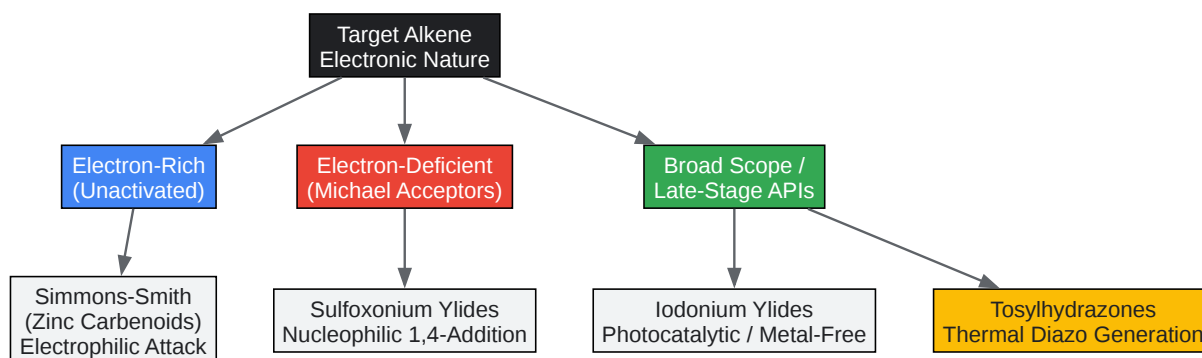 Target Alkene
Electronic Nature
Electron-Rich
(Unactivated)
Electron-Deficient
(Michael Acceptors)
Broad Scope /
Late-Stage APIs
Simmons-Smith
(Zinc Carbenoids)
Electrophilic Attack
Sulfoxonium Ylides
Nucleophilic 1,4-Addition
Iodonium Ylides
Photocatalytic / Metal-Free
Tosylhydrazones
Thermal Diazo Generation